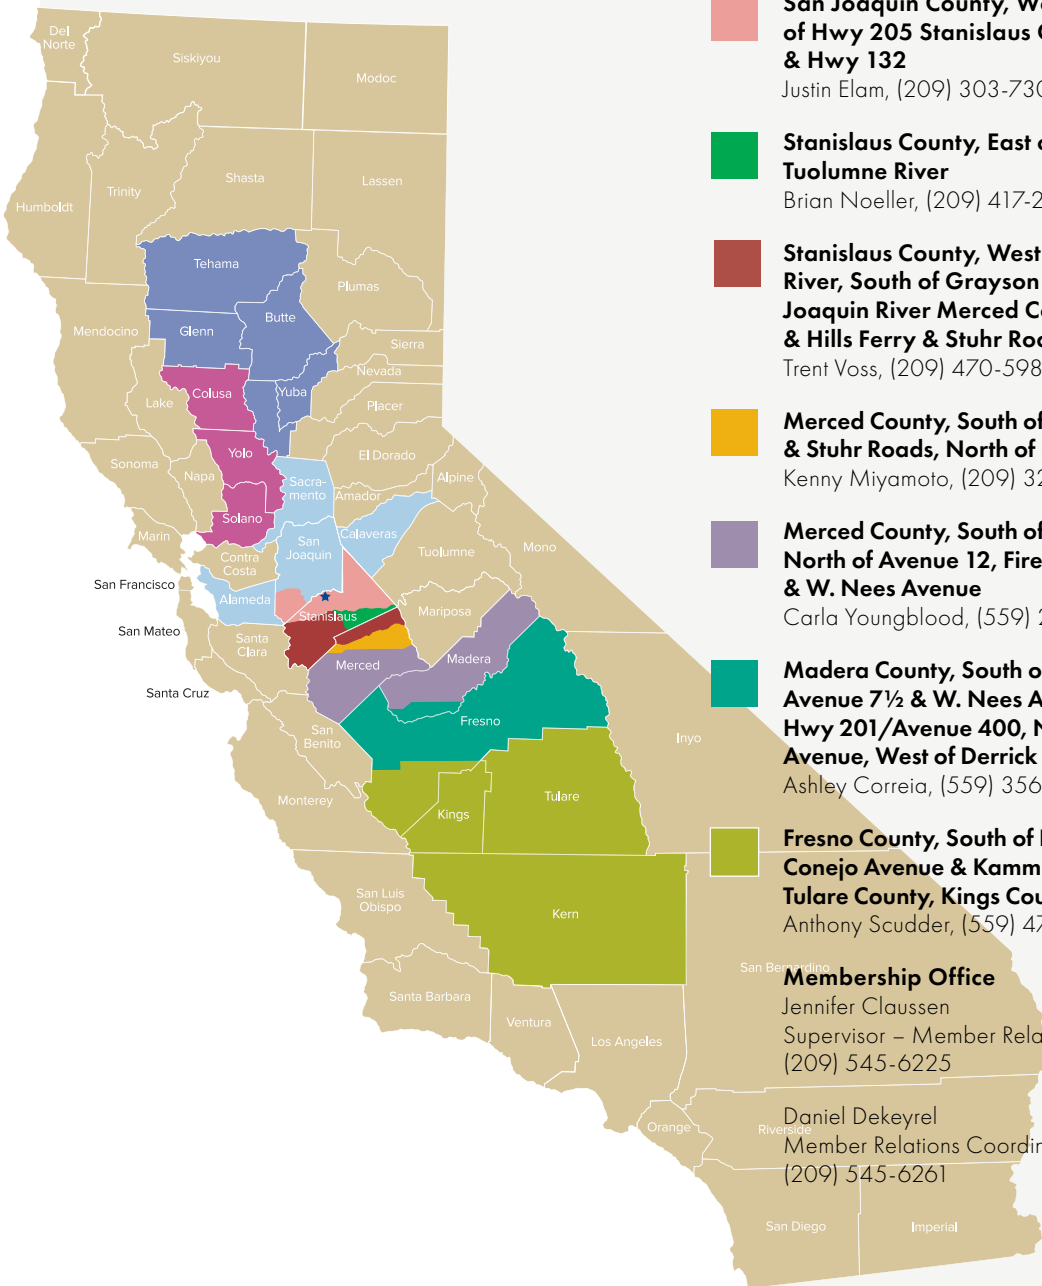 Del
Norte
Siskiyou
Modoc
Humboldt
Trinity
Shasta
Lassen
Tehama
Plumas
Mendocino
Glenn
Butte
Sierra
Nevada
Colusa
Yuba
Lake
Placer
Sonoma
Napa
Yolo
El Dorado
Sacra-
mento
Amador
Alpine
Solano
Marin
Calaveras
San
Joaquin
Contra
Costa
Tuolumne
Mono
San Francisco
Alameda
Stanislaus
Mariposa
San Mateo
Santa
Clara
Merced
Madera
Santa Cruz
Fresno
San
Benito
Inyo
Monterey
Tulare
Kings
San Luis
Obispo
Kern
San Bernardino
Santa Barbara
Ventura
Los Angeles
Orange
Riverside
San Diego
Imperial
San Joaquin County, We
of Hwy 205 Stanislaus C
& Hwy 132
Justin Elam, (209) 303-730
Stanislaus County, East o
Tuolumne River
Brian Noeller, (209) 417-2
Stanislaus County, West
River, South of Grayson
Joaquin River Merced Co
& Hills Ferry & Stuhr Roa
Trent Voss, (209) 470-598
Merced County, South of
& Stuhr Roads, North of
Kenny Miyamoto, (209) 32
Merced County, South of
North of Avenue 12, Fire
& W. Nees Avenue
Carla Youngblood, (559) 2
Madera County, South o
Avenue 7½ & W. Nees A
Hwy 201/Avenue 400, N
Avenue, West of Derrick
Ashley Correia, (559) 356
Fresno County, South of
Conejo Avenue & Kamm
Tulare County, Kings Cou
Anthony Scudder, (559) 47
Membership Office
Jennifer Claussen
Supervisor – Member Rela
(209) 545-6225
Daniel Dekeyrel
Member Relations Coordin
(209) 545-6261